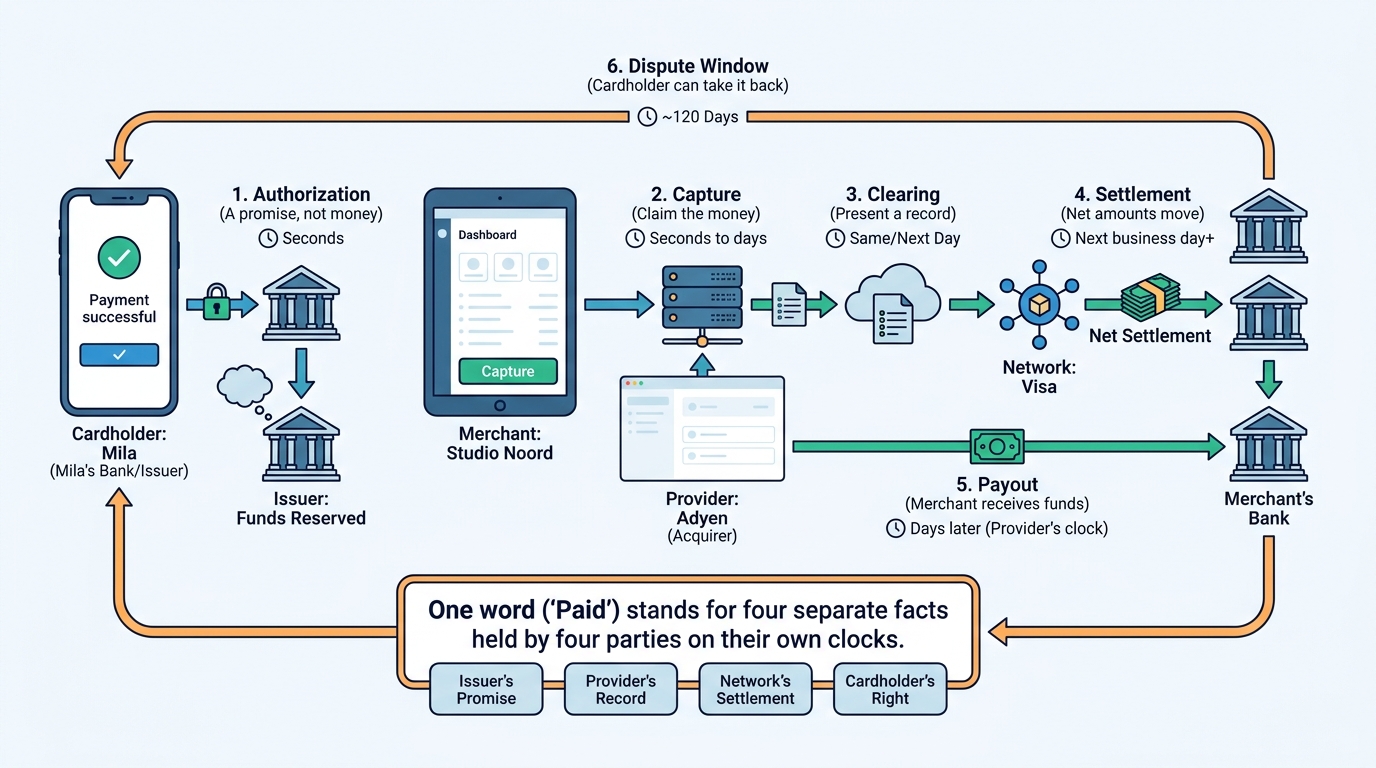 6. Dispute Window
(Cardholder can take it back)
~120 Days
1. Authorization
(A promise, not money)
Seconds
2. Capture
(Claim the money)
Seconds to days
3. Clearing
(Present a record)
Same/Next Day
4. Settlement
(Net amounts move)
Next business day+
Payment
successful
Dashboard
Capture
Net Settlement
Network:
Visa
Cardholder:
Mila
(Mila's Bank/Issuer)
Issuer:
Funds Reserved
Merchant:
Studio Noord
Provider:
Adyen
(Acquirer)
5. Payout
(Merchant receives funds)
Days later (Provider's clock)
Merchant's
Bank
One word (‘Paid’) stands for four separate facts
held by four parties on their own clocks.
Issuer's
Promise
Provider's
Record
Network's
Settlement
Cardholder's
Right